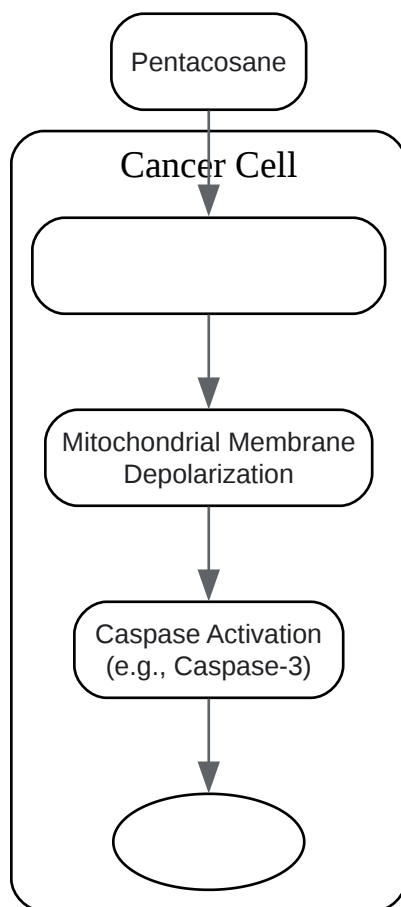 Pentacosane
Cancer Cell
Mitochondrial Membrane
Depolarization
Caspase Activation
(e.g., Caspase-3)